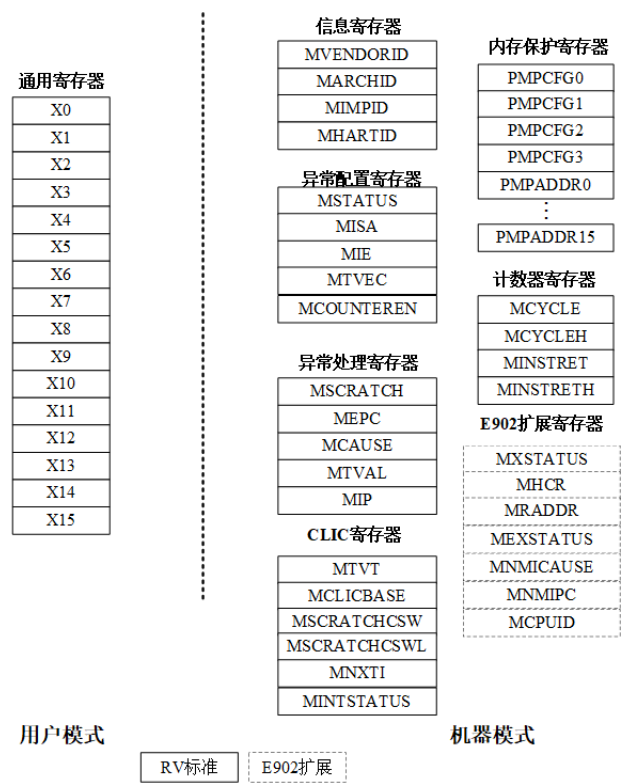 通用寄存器
X0
X1
X2
X3
X4
X5
X6
X7
X8
X9
X10
X11
X12
X13
X14
X15
用户模式
信息寄存器
MVENDORID
MARCHID
MIMPID
MHARTID
异常配置寄存器
MSTATUS
MISA
MIE
MTVEC
MCOUNTEREN
异常处理寄存器
MSCRATCH
MEPC
MCAUSE
MTVAL
MIP
CLIC寄存器
MTVT
MCLICBASE
MSCRATCHCSW
MSCRATCHCSWL
MNXTI
MINTSTATUS
内存保护寄存器
PMPCFG0
PMPCFG1
PMPCFG2
PMPCFG3
PMPADDR0
⋮
PMPADDR15
计数器寄存器
MCYCLE
MCYCLEH
MINSTRET
MINSTRETH
E902扩展寄存器
MXSTATUS
MHCR
MRADDR
MEXSTATUS
MNMICAUSE
MNMIPC
MCPUID
机器模式
RV标准
E902扩展